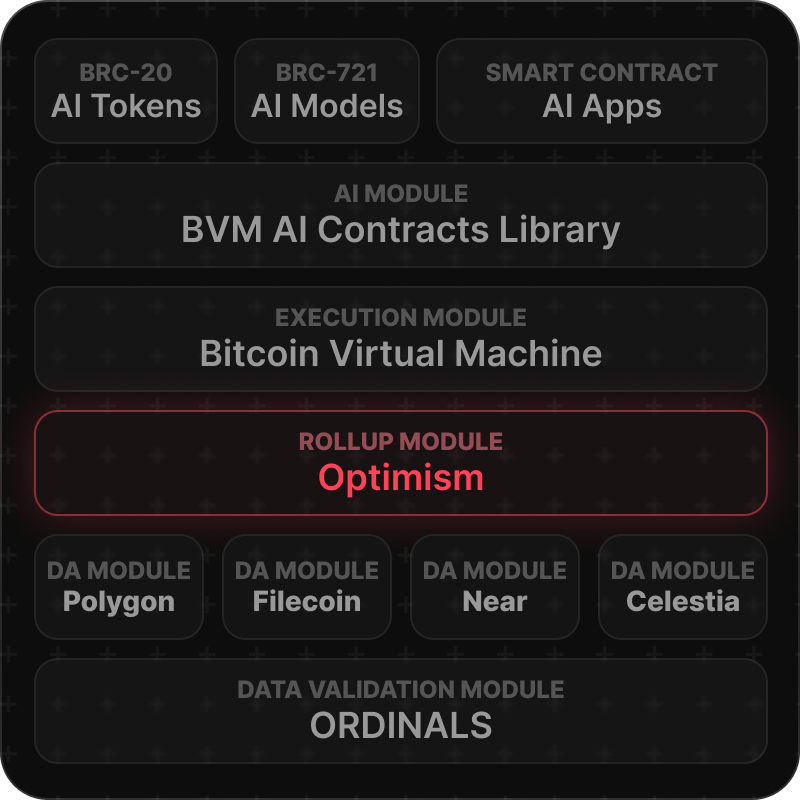 BRC-20
AI Tokens
BRC-721
AI Models
SMART CONTRACT
AI Apps
AI MODULE
BVM AI Contracts Library
EXECUTION MODULE
Bitcoin Virtual Machine
ROLLUP MODULE
Optimism
DA MODULE
Polygon
DA MODULE
Filecoin
DA MODULE
Near
DA MODULE
Celestia
DATA VALIDATION MODULE
ORDINALS